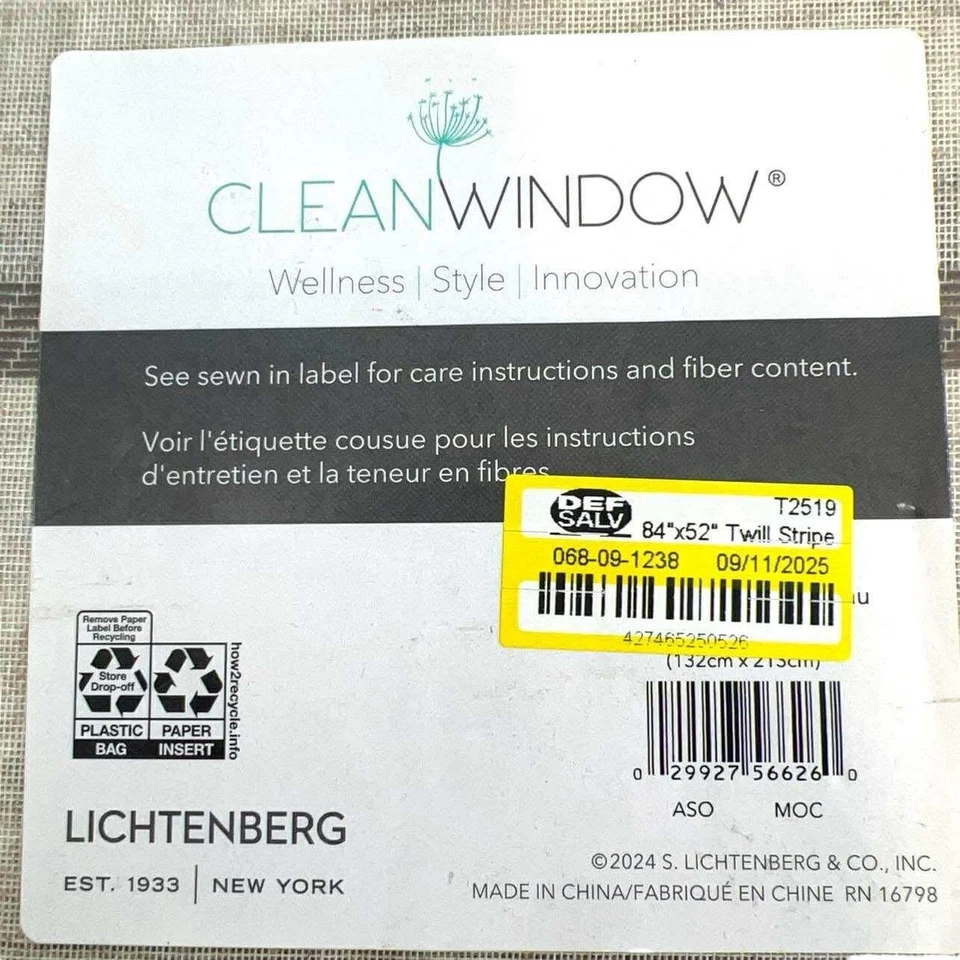 CLEANWINDOW®
Wellness | Style | Innovation
See sewn in label for care instructions and fiber content.
Voir l'étiquette cousue pour les instructions
d'entretien et la teneur en fibres
DEF
SALV
T2519
84"x52" Twill Stripe
068-09-1238 09/11/2025
427465250526
(132cm x 213cm)
0 29927 56626 0
ASO MOC
Remove Paper
Label Before
Recycling
Store
Drop-off
PLASTIC PAPER
BAG INSERT
how2recycle.info
LICHTENBERG
EST. 1933 | NEW YORK
©2024 S. LICHTENBERG & CO., INC.
MADE IN CHINA/FABRIQUÉ EN CHINE RN 16798